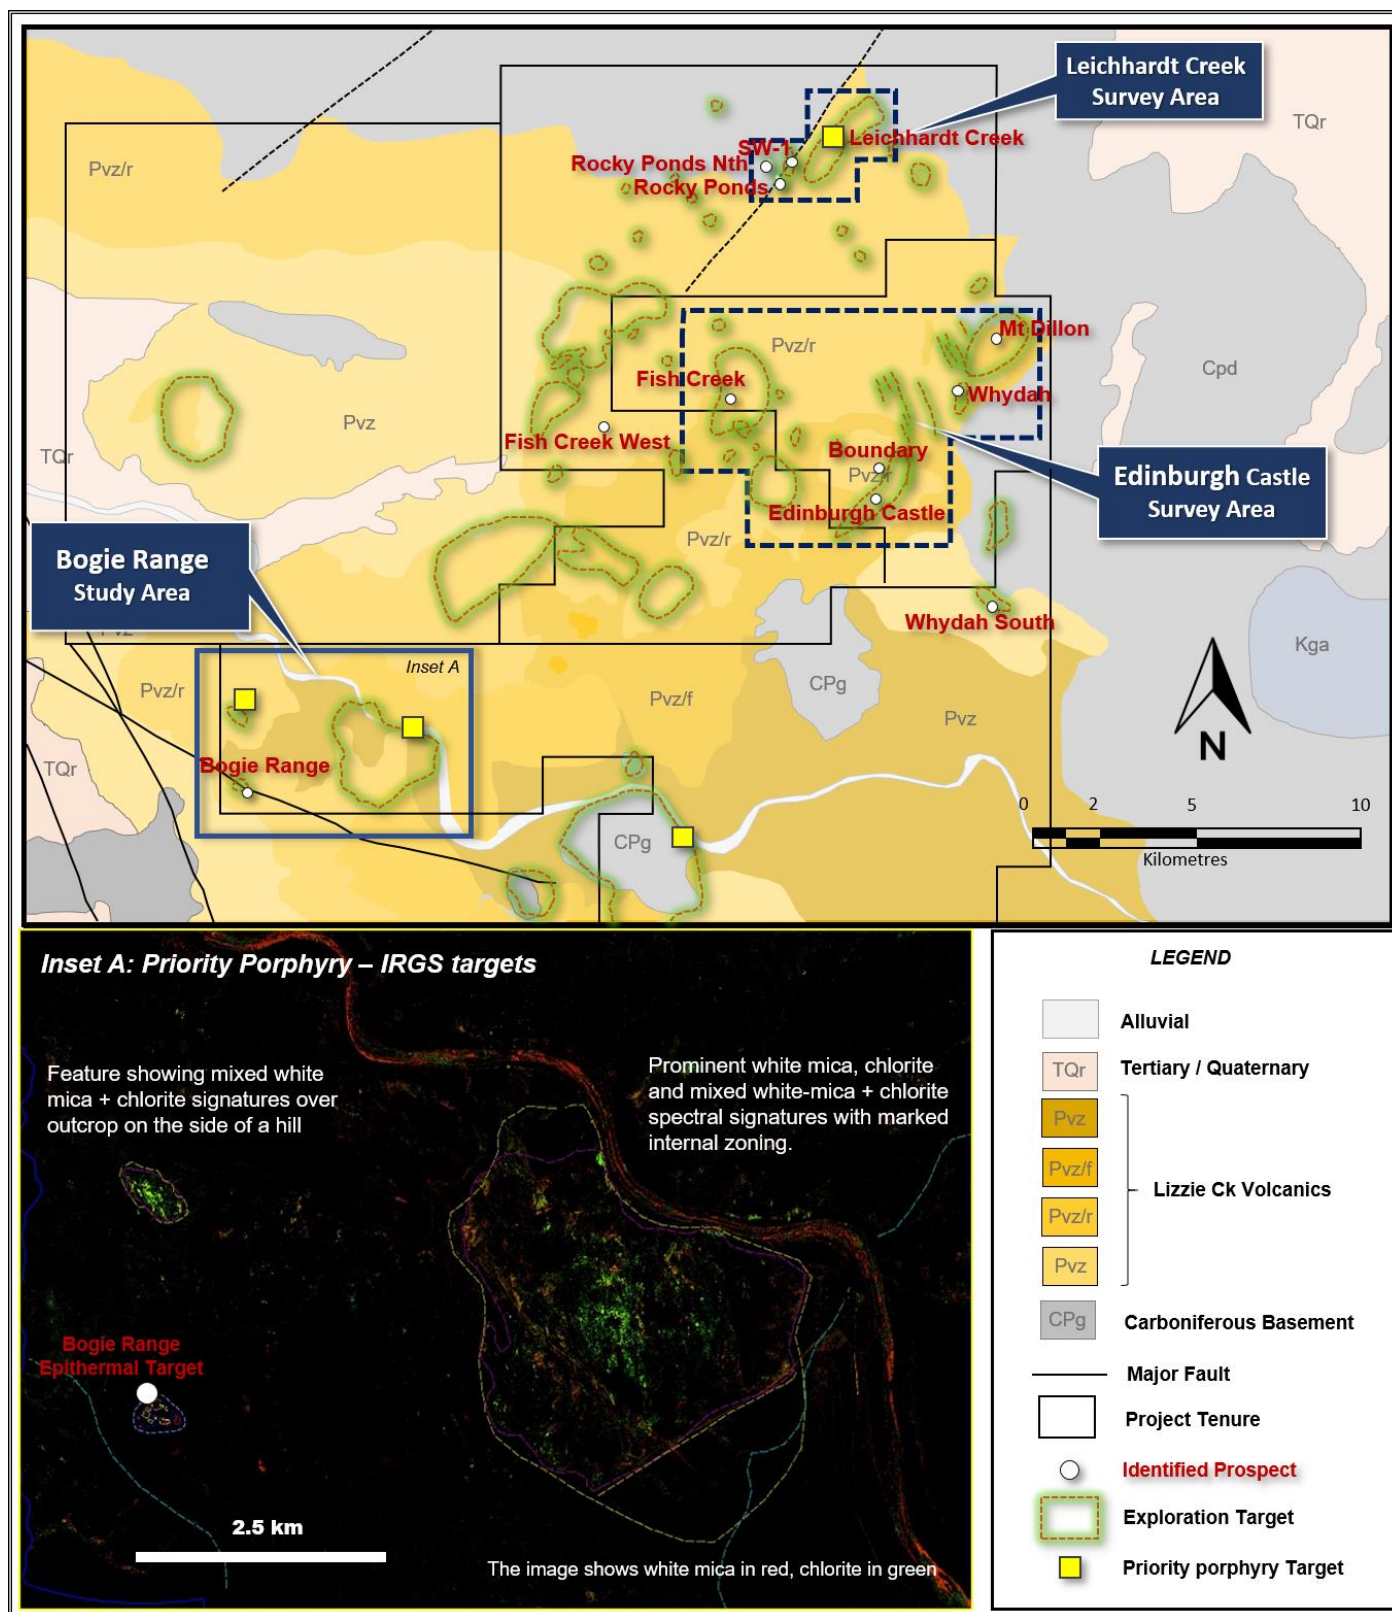 Leichhardt Creek
Survey Area
TQr
Pvz/r
SW-1
Leichhardt Creek
Rocky Ponds Nth
Rocky Ponds
Mt Dillon
Pvz/r
Cpd
Fish Creek
Whydah
Pvz
Fish Creek West
Boundary
TQr
Pvz/r
Edinburgh Castle
Survey Area
Edinburgh Castle
Pvz/r
Bogie Range
Study Area
Whydah South
Pvz
Kga
Inset A
Pvz/r
CPg
Pvz/f
Pvz
N
TQr
Bogie Range
0 2 5 10
CPg
Kilometres
Inset A: Priority Porphyry – IRGS targets
Feature showing mixed white
mica + chlorite signatures over
outcrop on the side of a hill
Prominent white mica, chlorite
and mixed white-mica + chlorite
spectral signatures with marked
internal zoning.
Bogie Range
Epithermal Target
2.5 km
The image shows white mica in red, chlorite in green
LEGEND
Alluvial
TQr Tertiary / Quaternary
Pvz
Pvz/f
Lizzie Ck Volcanics
Pvz/r
Pvz
CPg Carboniferous Basement
Major Fault
Project Tenure
Identified Prospect
Exploration Target
Priority porphyry Target